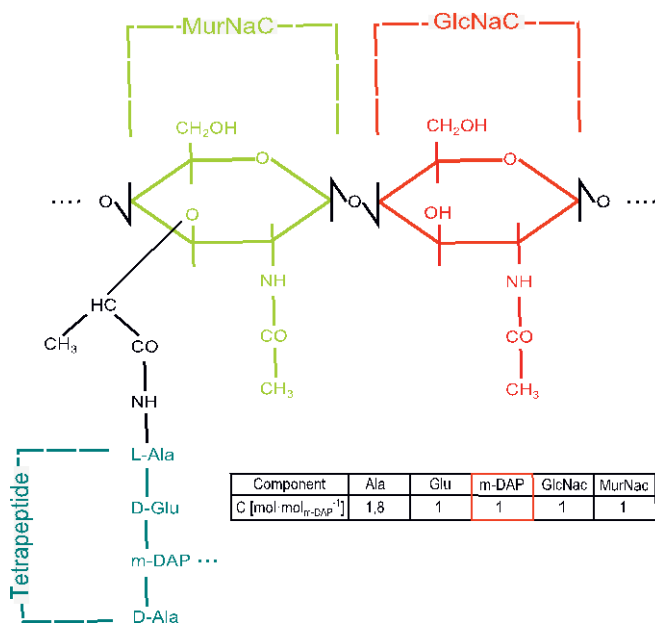 MurNaC GlcNaC
CH₂OH CH₂OH
O O
.... O O O ....
O OH
HC NH NH
CH₃ CO CO CO
NH CH₃ CH₃
Tetrapeptide
L-Ala
D-Glu
m-DAP ...
D-Ala
Component Ala Glu m-DAP GlcNac MurNac
C [mol·molₘ₋DAP⁻¹] 1,8 1 1 1 1